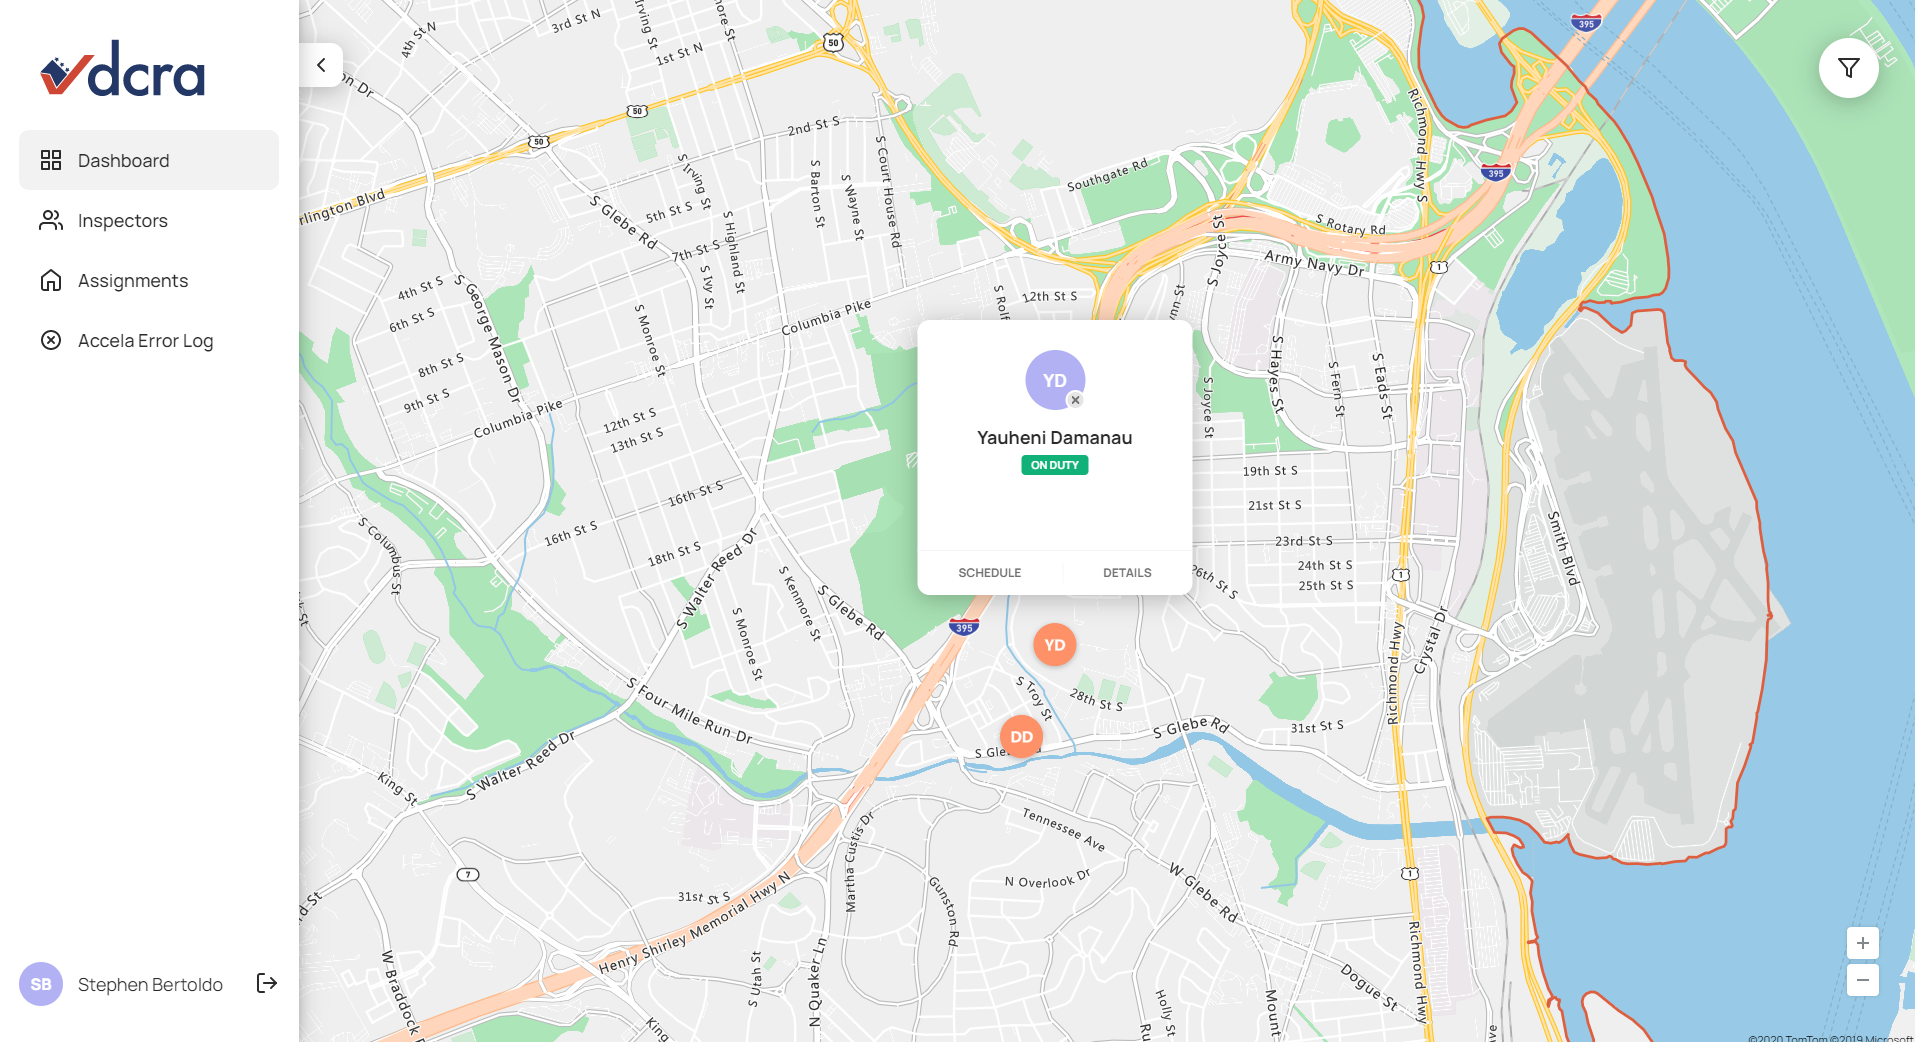 dcra
Dashboard
Inspectors
Assignments
Accela Error Log
SB
Stephen Bertoldo
YD
Yauheni Damanau
ON DUTY
SCHEDULE
DETAILS
YD
DD
4th St N
3rd St N
Irving St
1st St N
50
50
50
395
395
2nd St S
Southgate Rd
Richmond Hwy S
S Irving St
S Barton St
S Wayne St
S Court House Rd
S Glebe Rd
5th St S
S Highland St
7th St S
S Ivy St
S Rotary Rd
S Joyce St
Army Navy Dr
1
4th St S
6th St S
8th St S
9th St S
S George Mason Dr
S Monroe St
Columbia Pike
12th St S
S Hayes St
S Fern St
S Eads St
S Joyce St
Columbia Pike
12th St S
13th St S
16th St S
16th St S
18th St S
19th St S
21st St S
23rd St S
24th St S
25th St S
26th St S
1
Smith Blvd
Crystal Dr
S Columbus St
S Walter Reed Dr
S Kenmore St
S Glebe Rd
S Monroe St
395
Richmond Hwy
S Four Mile Run Dr
S Troy St
28th St S
S Glebe Rd
31st St S
S Walter Reed Dr
King St
Martha Custis Dr
Tennessee Ave
N Overlook Dr
W Glebe Rd
7
1
31st St S
Gunston Rd
Henry Shirley Memorial Hwy N
W Braddock
S Utah St
N Quaker Ln
Holly St
Mount
Dogue St
Richmond Hwy
King
©2020 TomTom ©2019 Microsoft